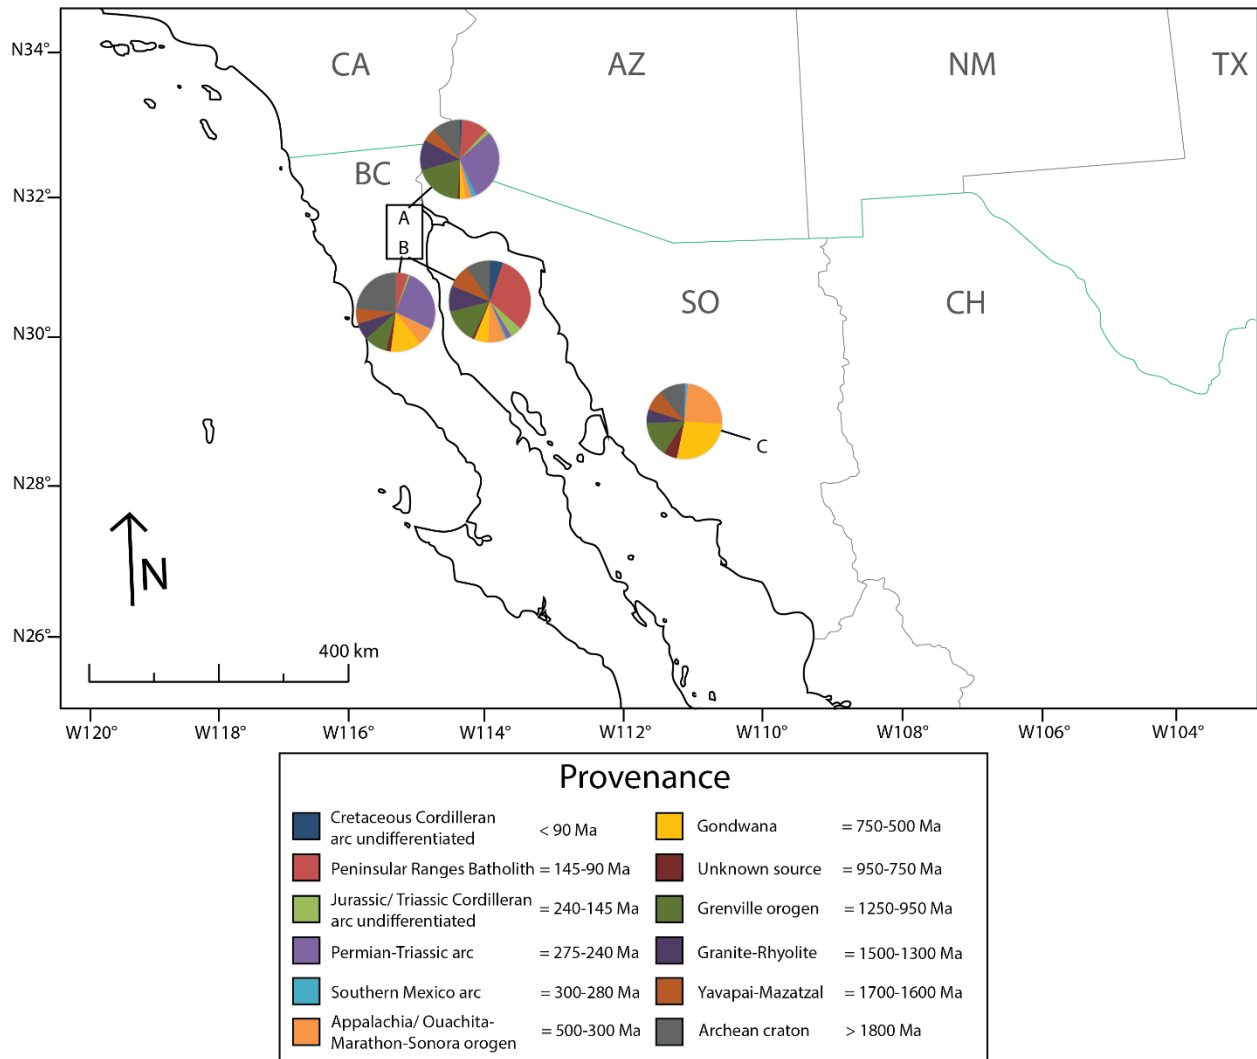 N34°
CA
AZ
NM
TX
BC
N32°
A
B
SO
CH
N30°
C
N28°
N
N26°
400 km
W120°
W118°
W116°
W114°
W112°
W110°
W108°
W106°
W104°
Provenance
Cretaceous Cordilleran
arc undifferentiated
< 90 Ma
Peninsular Ranges Batholith = 145-90 Ma
Jurassic/ Triassic Cordilleran
arc undifferentiated
= 240-145 Ma
Permian-Triassic arc = 275-240 Ma
Southern Mexico arc = 300-280 Ma
Appalachia/ Ouachita-
Marathon-Sonora orogen
= 500-300 Ma
Gondwana = 750-500 Ma
Unknown source = 950-750 Ma
Grenville orogen = 1250-950 Ma
Granite-Rhyolite = 1500-1300 Ma
Yavapai-Mazatzal = 1700-1600 Ma
Archean craton > 1800 Ma